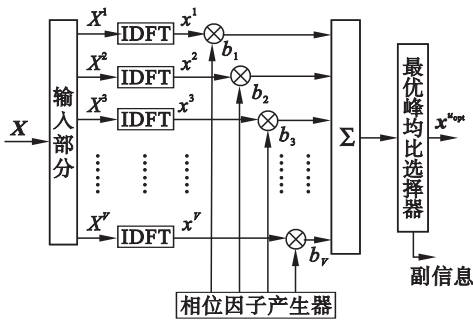 X
输入部分
X¹ IDFT x¹ b₁
X² IDFT x² b₂
X³ IDFT x³ b₃
X^V IDFT x^V b_V
Σ
最优峰均比选择器
x^{u_opt}
副信息
相位因子产生器